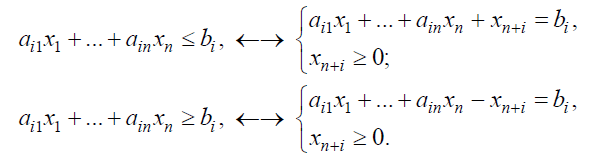 a_{i1}x_1 + ... + a_{in}x_n ≤ b_i, ⟷ { a_{i1}x_1 + ... + a_{in}x_n + x_{n+i} = b_i,
x_{n+i} ≥ 0;
a_{i1}x_1 + ... + a_{in}x_n ≥ b_i, ⟷ { a_{i1}x_1 + ... + a_{in}x_n − x_{n+i} = b_i,
x_{n+i} ≥ 0.